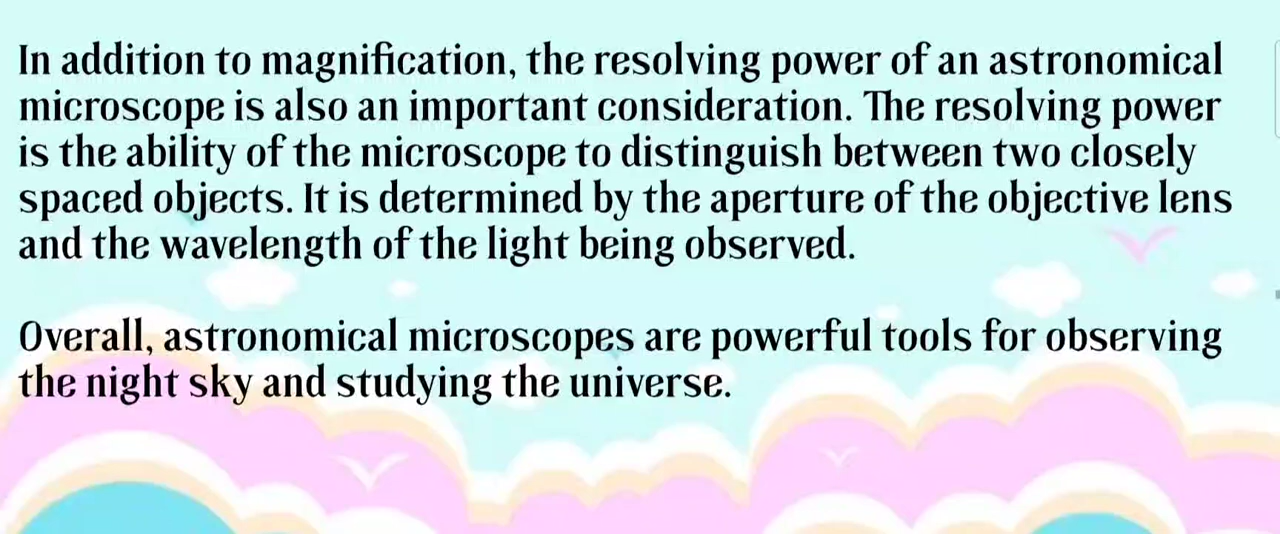 In addition to magnification, the resolving power of an astronomical
microscope is also an important consideration. The resolving power
is the ability of the microscope to distinguish between two closely
spaced objects. It is determined by the aperture of the objective lens
and the wavelength of the light being observed.
Overall, astronomical microscopes are powerful tools for observing
the night sky and studying the universe.